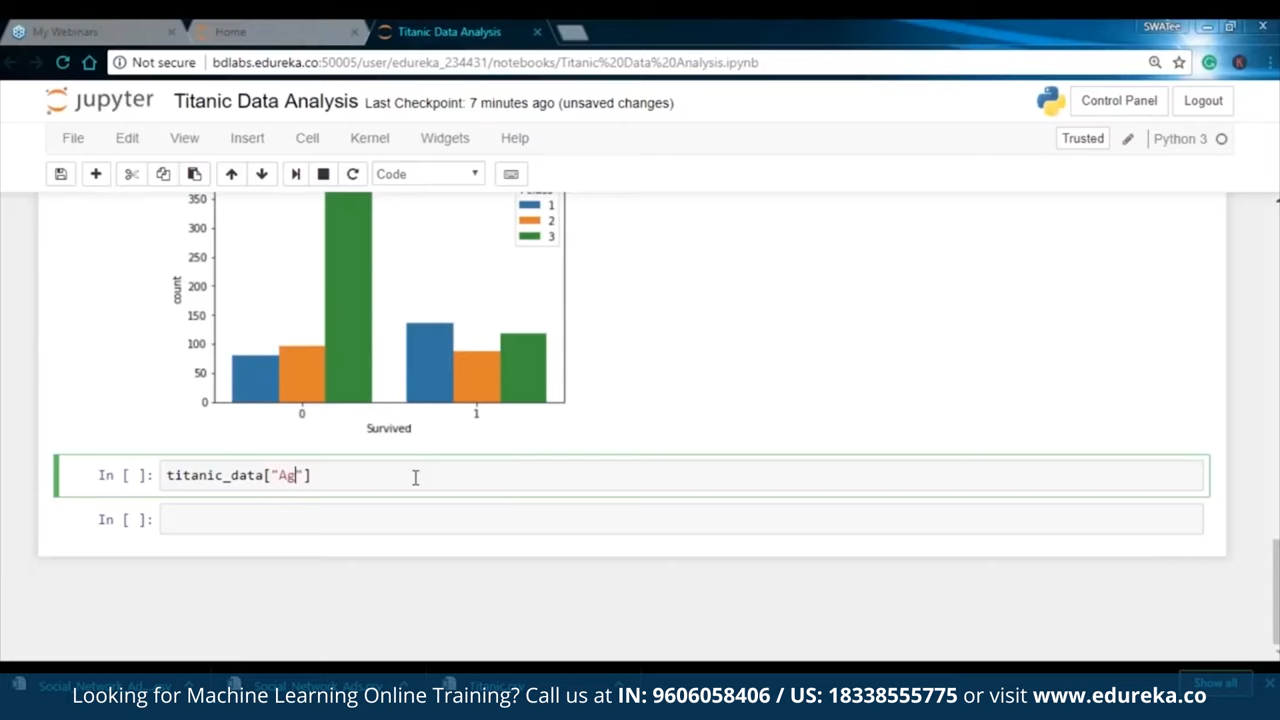 SWATee
My Webinars
Home
Titanic Data Analysis
Not secure
bdlabs.edureka.co:50005/user/edureka_234431/notebooks/Titanic%20Data%20Analysis.ipynb
jupyter Titanic Data Analysis Last Checkpoint: 7 minutes ago (unsaved changes)
Control Panel
Logout
File Edit View Insert Cell Kernel Widgets Help
Trusted
Python 3
Code
350
300
250
200
150
100
50
0
count
1
2
3
0 1
Survived
In [ ]: titanic_data["Ag"]
In [ ]:
Show all
Looking for Machine Learning Online Training? Call us at IN: 9606058406 / US: 18338555775 or visit www.edureka.co